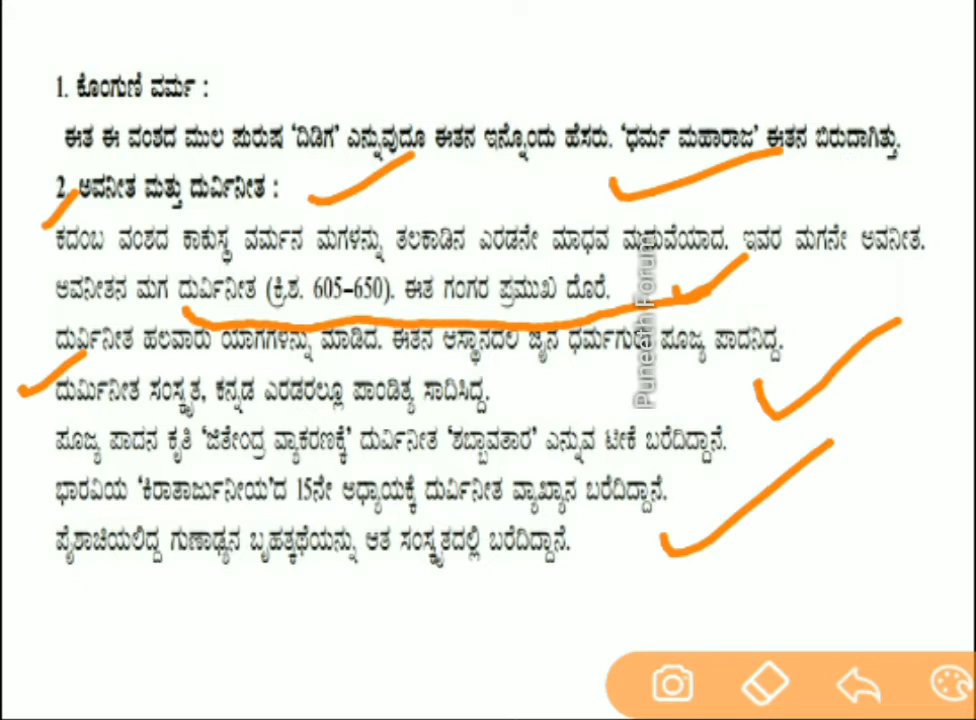 1. ಕೊಂಗುಣಿ ವರ್ಮ :
ಈತ ಈ ವಂಶದ ಮುಲ ಪುರುಷ 'ದಿಡಿಗ' ಎನ್ನುವುದೂ ಈತನ ಇನ್ನೊಂದು ಹೆಸರು. 'ಧರ್ಮ ಮಹಾರಾಜ' ಈತನ ಬಿರುದಾಗಿತ್ತು.
2. ಅವನೀತ ಮತ್ತು ದುರ್ವಿನೀತ :
ಕದಂಬ ವಂಶದ ಕಾಕುಸ್ಥ ವರ್ಮನ ಮಗಳನ್ನು ತಲಕಾಡಿನ ಎರಡನೇ ಮಾಧವ ಮದುವೆಯಾದ. ಇವರ ಮಗನೇ ಅವನೀತ.
ಅವನೀತನ ಮಗ ದುರ್ವಿನೀತ (ಕ್ರಿ.ಶ. 605-650). ಈತ ಗಂಗರ ಪ್ರಮುಖ ದೊರೆ.
ದುರ್ವಿನೀತ ಹಲವಾರು ಯಾಗಗಳನ್ನು ಮಾಡಿದ. ಈತನ ಆಸ್ಥಾನದಲಿ ಜೈನ ಧರ್ಮಗುರು ಪೂಜ್ಯ ಪಾದನಿದ್ದ.
ದುರ್ಮಿನೀತ ಸಂಸ್ಕೃತ, ಕನ್ನಡ ಎರಡರಲ್ಲೂ ಪಾಂಡಿತ್ಯ ಸಾದಿಸಿದ್ದ.
ಪೂಜ್ಯ ಪಾದನ ಕೃತಿ 'ಜಿತೇಂದ್ರ ವ್ಯಾಕರಣಕ್ಕೆ' ದುರ್ವಿನೀತ 'ಶಬ್ಬಾವತಾರ' ಎನ್ನುವ ಟೀಕೆ ಬರೆದಿದ್ದಾನೆ.
ಭಾರವಿಯ 'ಕಿರಾತಾರ್ಜುನೀಯ'ದ 15ನೇ ಅಧ್ಯಾಯಕ್ಕೆ ದುರ್ವಿನೀತ ವ್ಯಾಖ್ಯಾನ ಬರೆದಿದ್ದಾನೆ.
ಪೈಶಾಚಿಯಲಿದ್ದ ಗುಣಾಢ್ಯನ ಬೃಹತ್ಕಥೆಯನ್ನು ಆತ ಸಂಸ್ಕೃತದಲ್ಲಿ ಬರೆದಿದ್ದಾನೆ.
Puneeth Forum